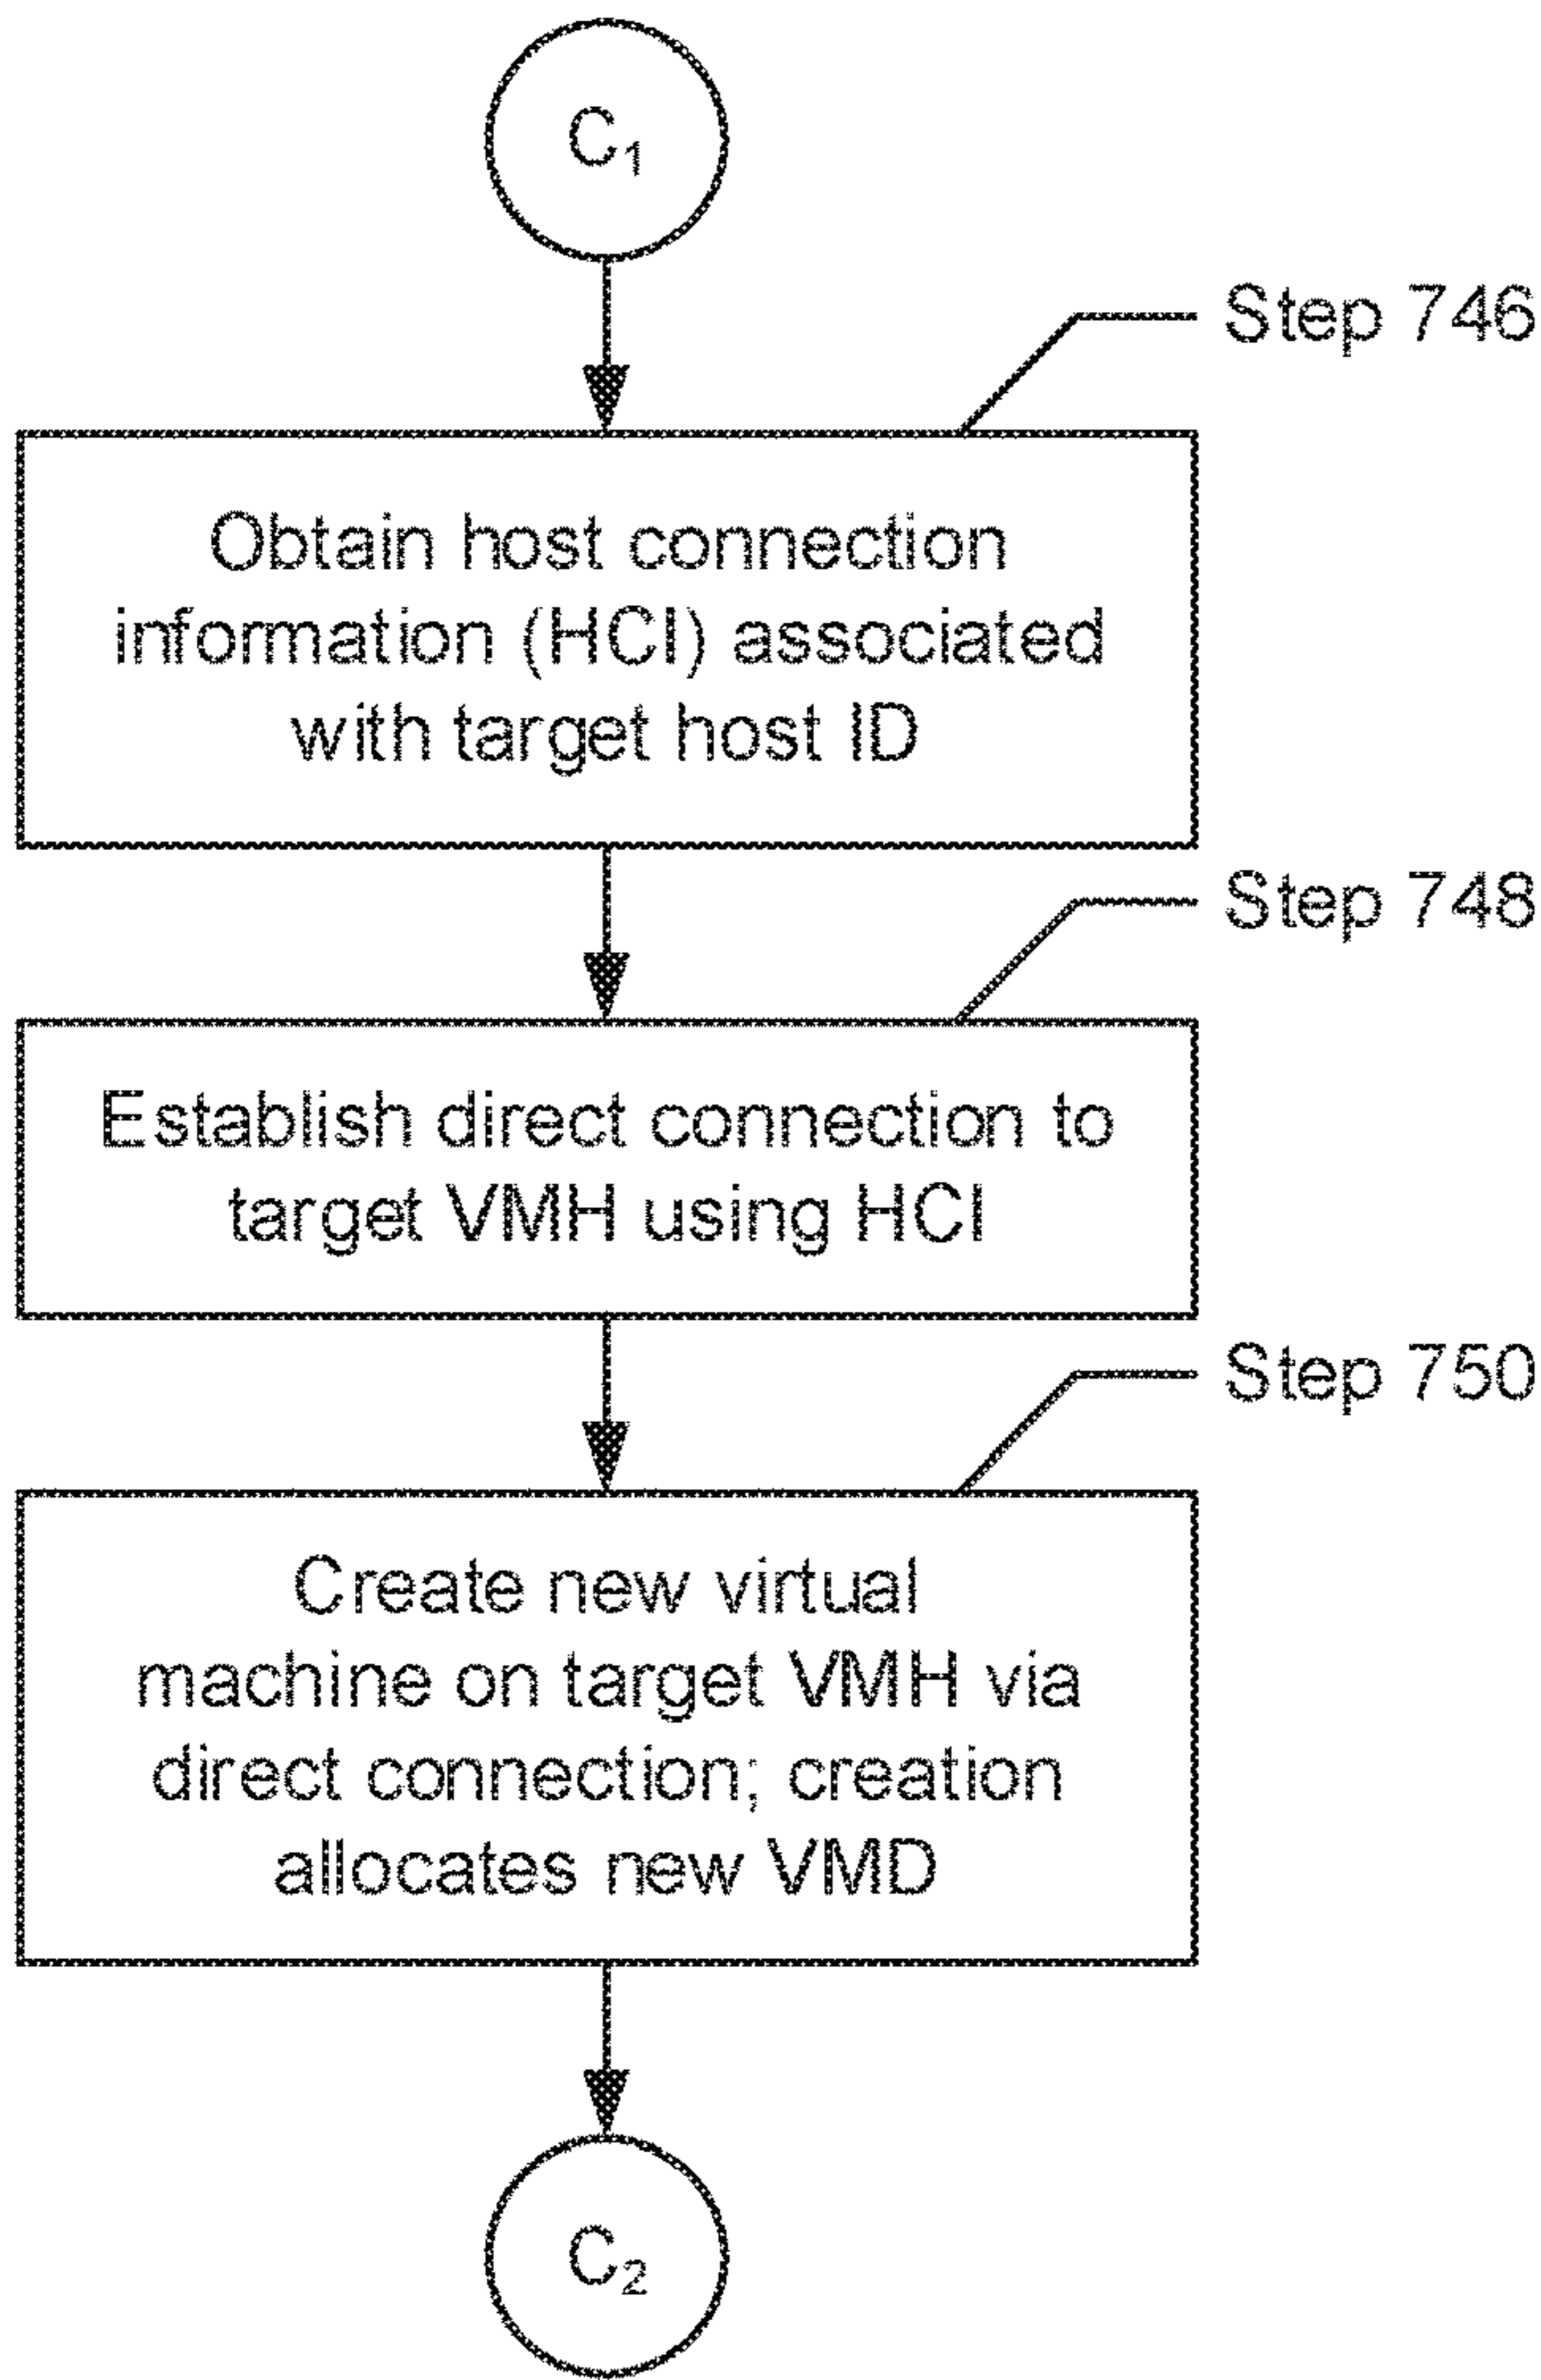 C₁
Step 746
Obtain host connection
information (HCI) associated
with target host ID
Step 748
Establish direct connection to
target VMH using HCI
Step 750
Create new virtual
machine on target VMH via
direct connection; creation
allocates new VMD
C₂